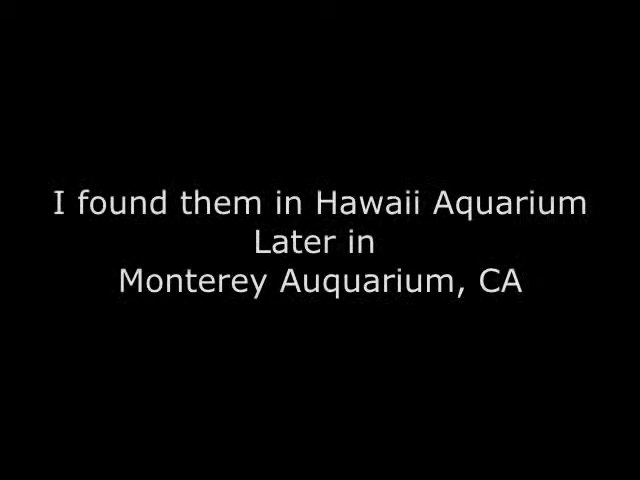 I found them in Hawaii Aquarium
Later in
Monterey Auquarium, CA